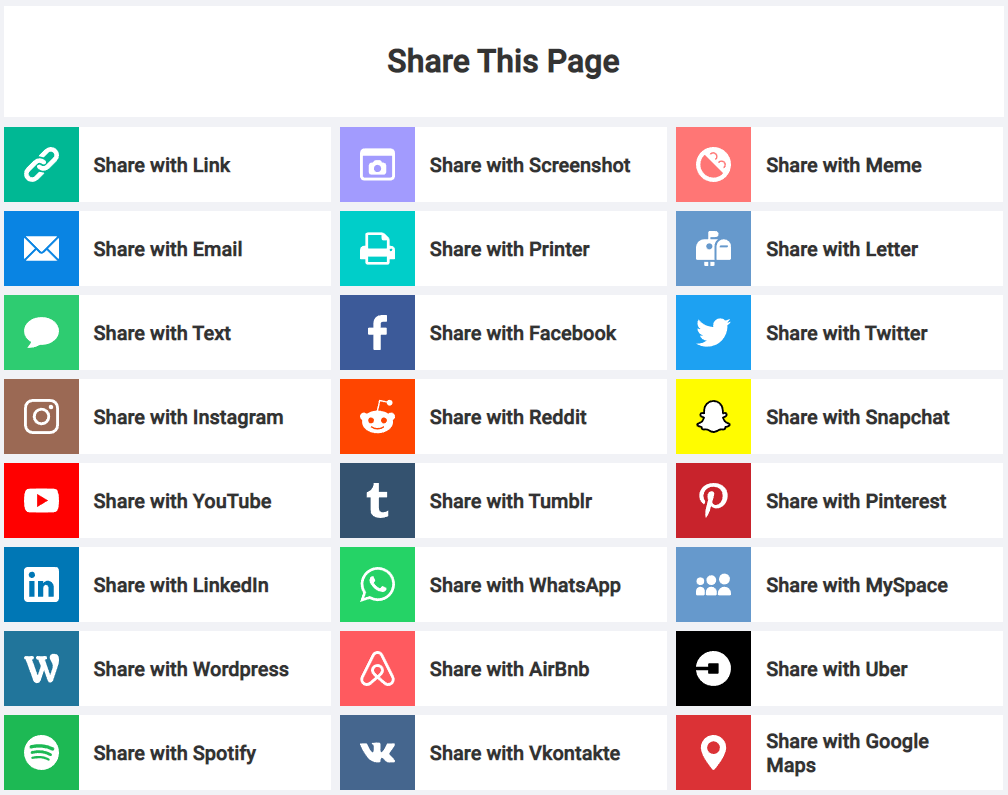 Share This Page
Share with Link
Share with Screenshot
Share with Meme
Share with Email
Share with Printer
Share with Letter
Share with Text
Share with Facebook
Share with Twitter
Share with Instagram
Share with Reddit
Share with Snapchat
Share with YouTube
Share with Tumblr
Share with Pinterest
Share with LinkedIn
Share with WhatsApp
Share with MySpace
Share with Wordpress
Share with AirBnb
Share with Uber
Share with Spotify
Share with Vkontakte
Share with Google
Maps